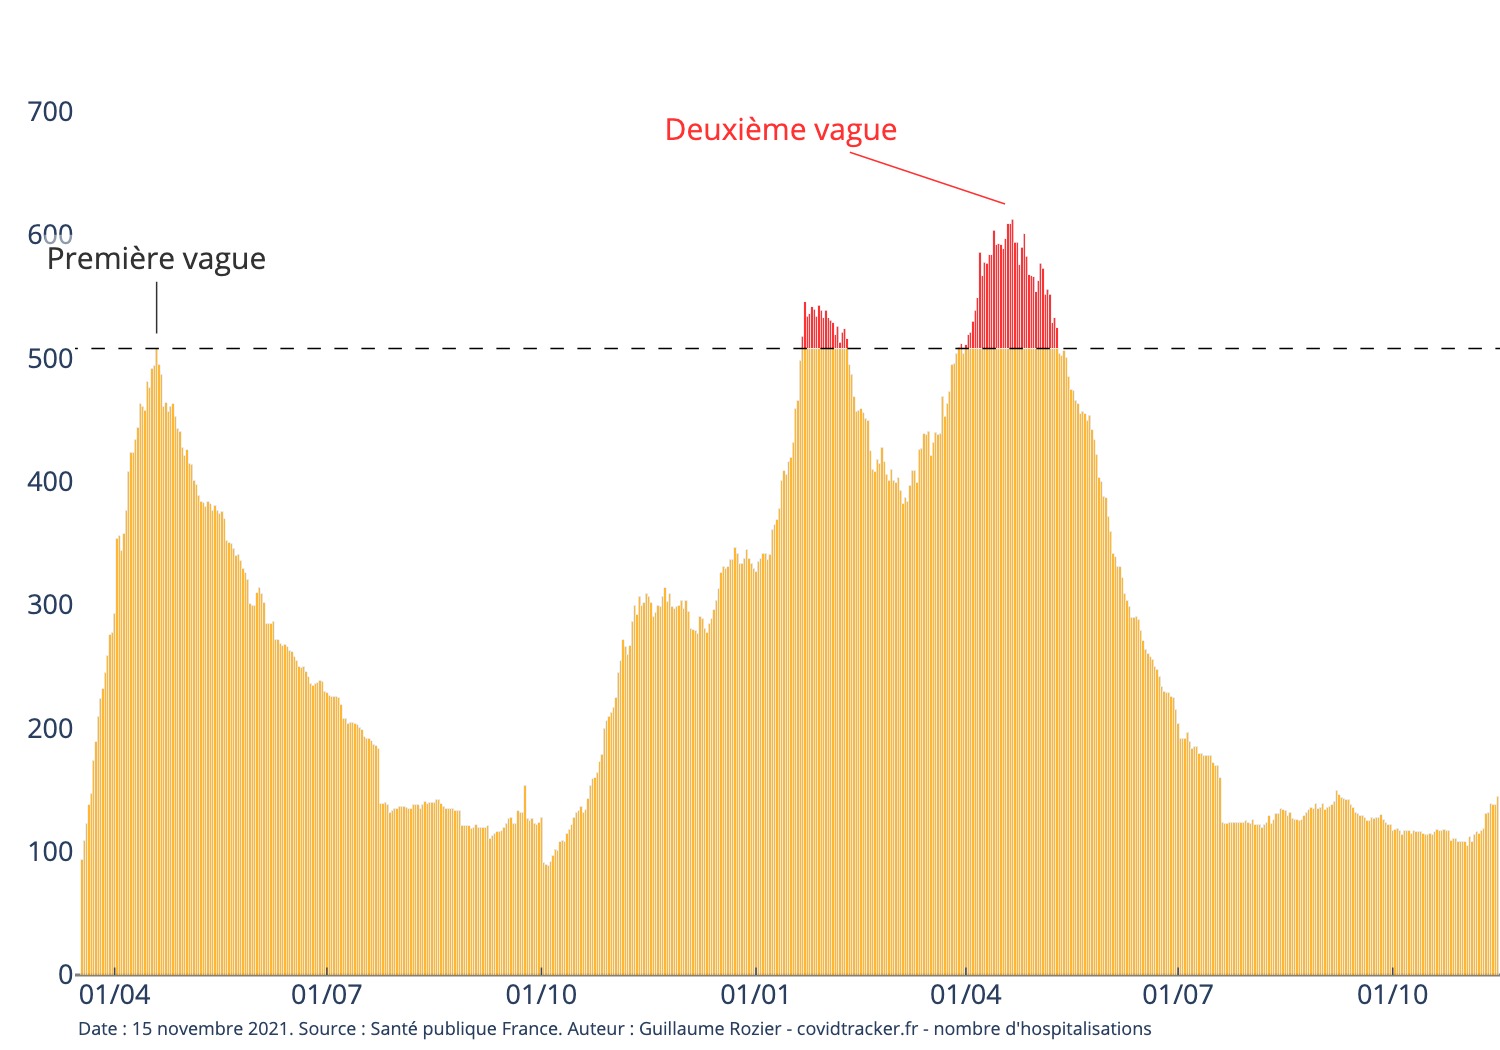 700
Deuxième vague
600
Première vague
500
400
300
200
100
0
01/04 01/07 01/10 01/01 01/04 01/07 01/10
Date : 15 novembre 2021. Source : Santé publique France. Auteur : Guillaume Rozier - covidtracker.fr - nombre d'hospitalisations